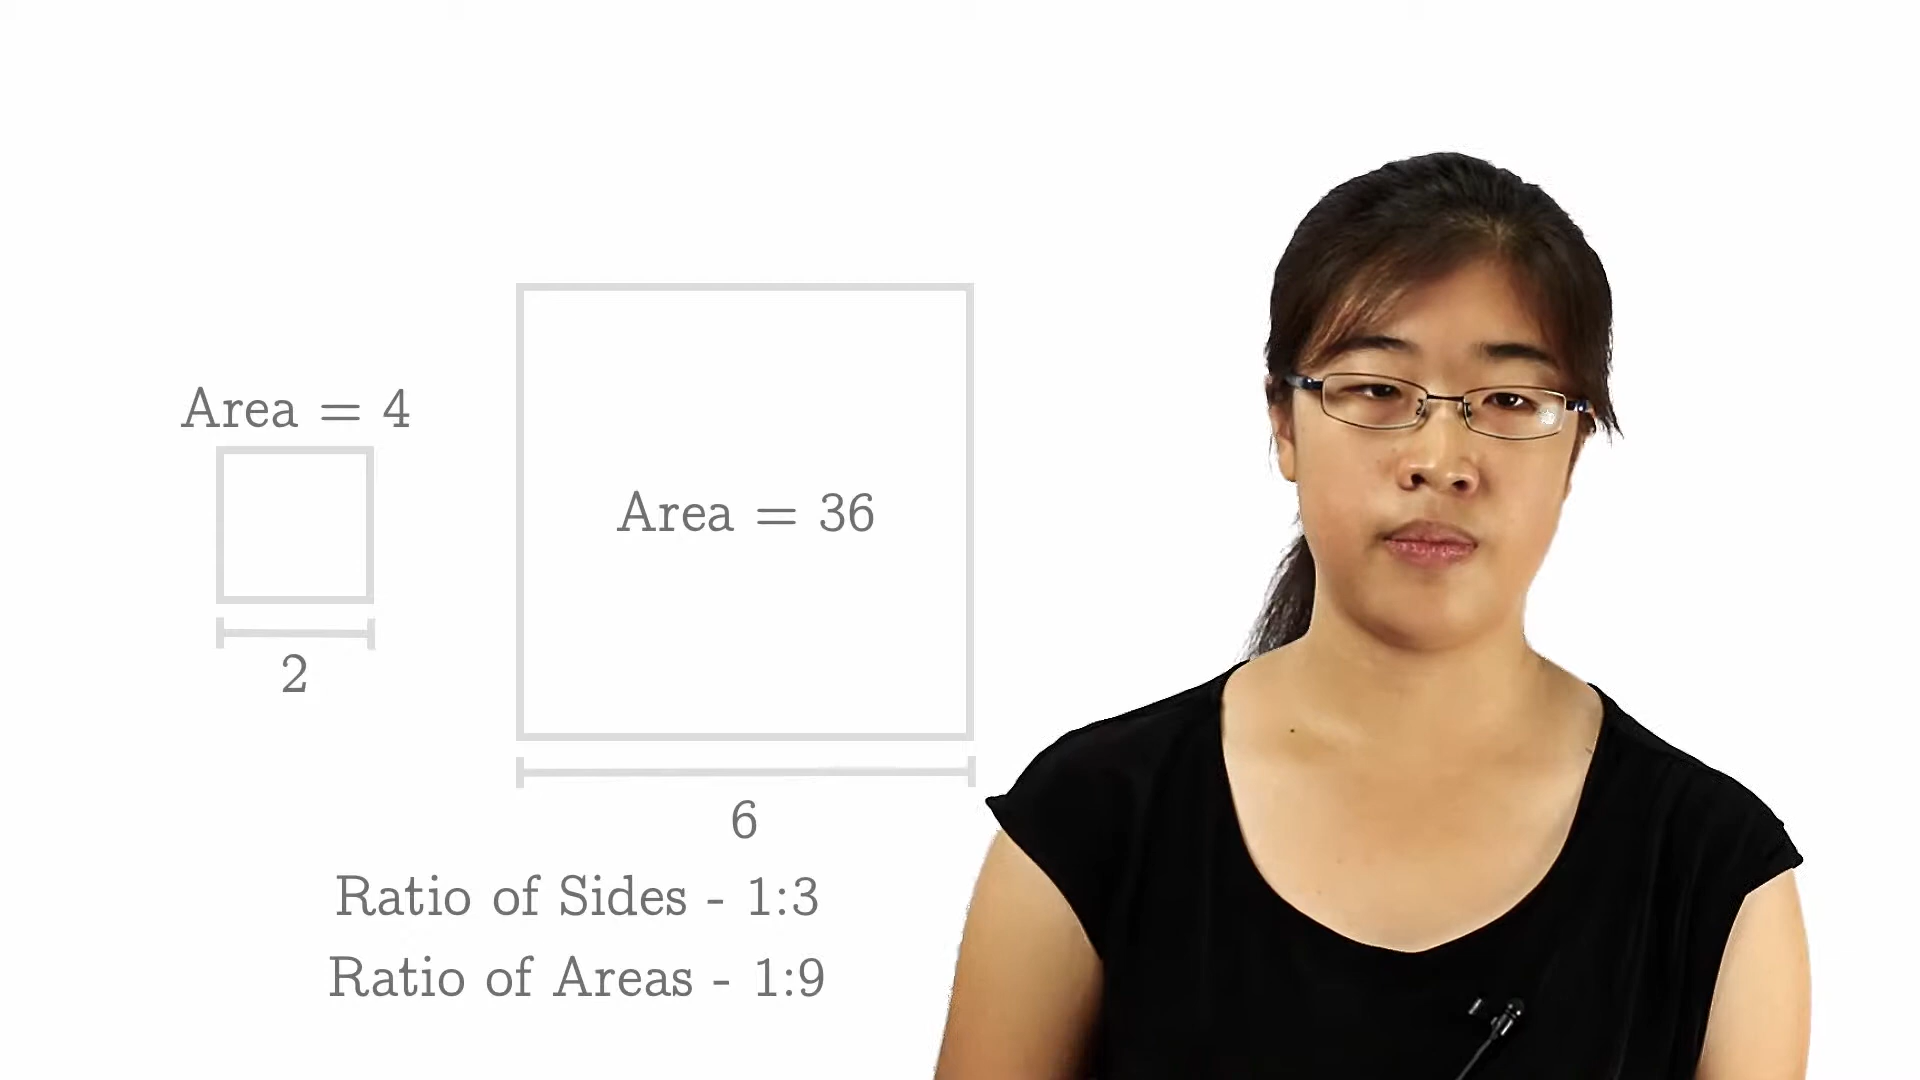 Area = 4
Area = 36
2
6
Ratio of Sides - 1:3
Ratio of Areas - 1:9